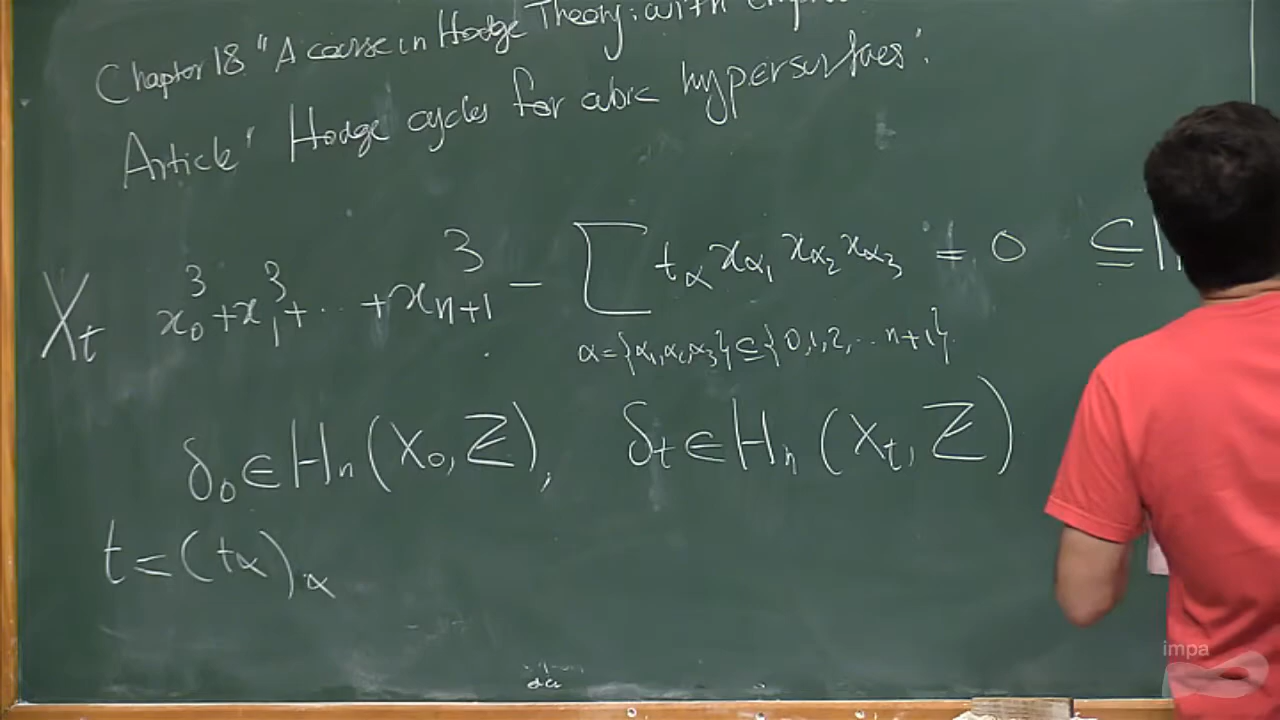 Chapter 18 "A course in Hodge Theory: with
Article "Hodge cycles for cubic hypersurfaces".
X_t x_0^3 + x_1^3 + ... + x_{n+1}^3 - Σ t_α x_{α_1} x_{α_2} x_{α_3} = 0 ⊆
α={α_1,α_2,α_3}⊆{0,1,2,...n+1}
δ_0 ∈ H_n(X_0, Z), δ_t ∈ H_n(X_t, Z)
t = (t_α)_α
impa